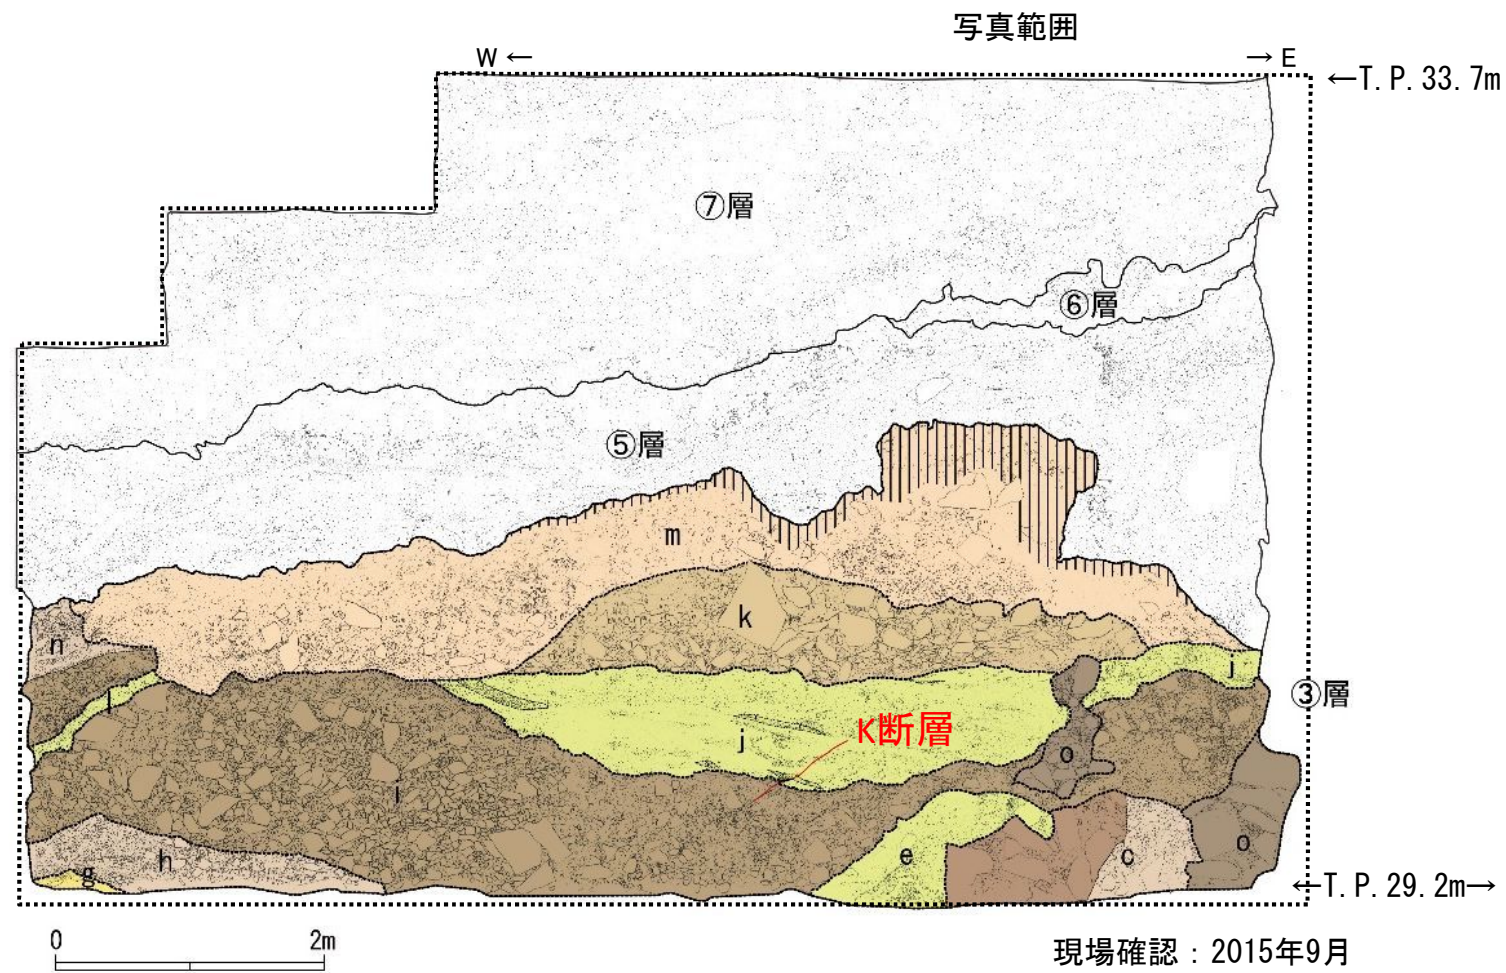 写真範囲
W ←
→ E
←T.P.33.7m
⑦層
⑥層
⑤層
m
k
n
j
l
③層
K断層
j
o
i
e
c
o
h
g
←T.P.29.2m→
0
2m
現場確認：2015年9月